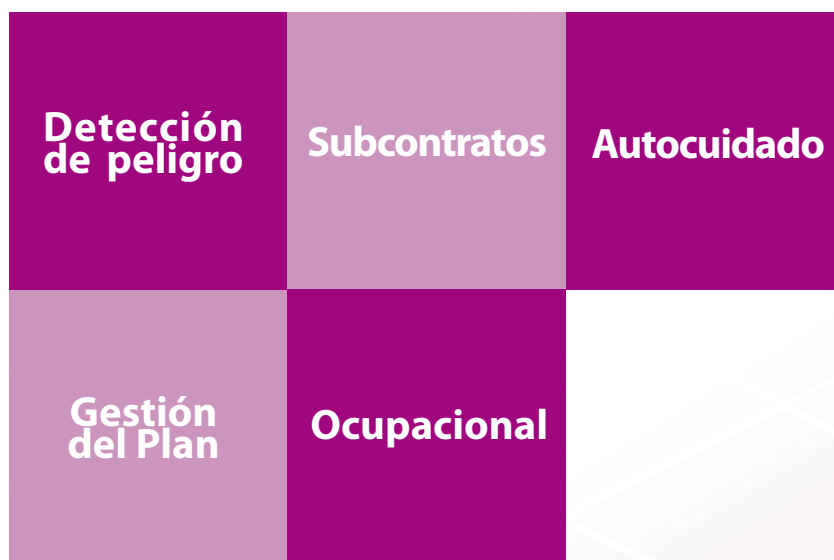 Detección
de peligro
Subcontratos
Autocuidado
Gestión
del Plan
Ocupacional